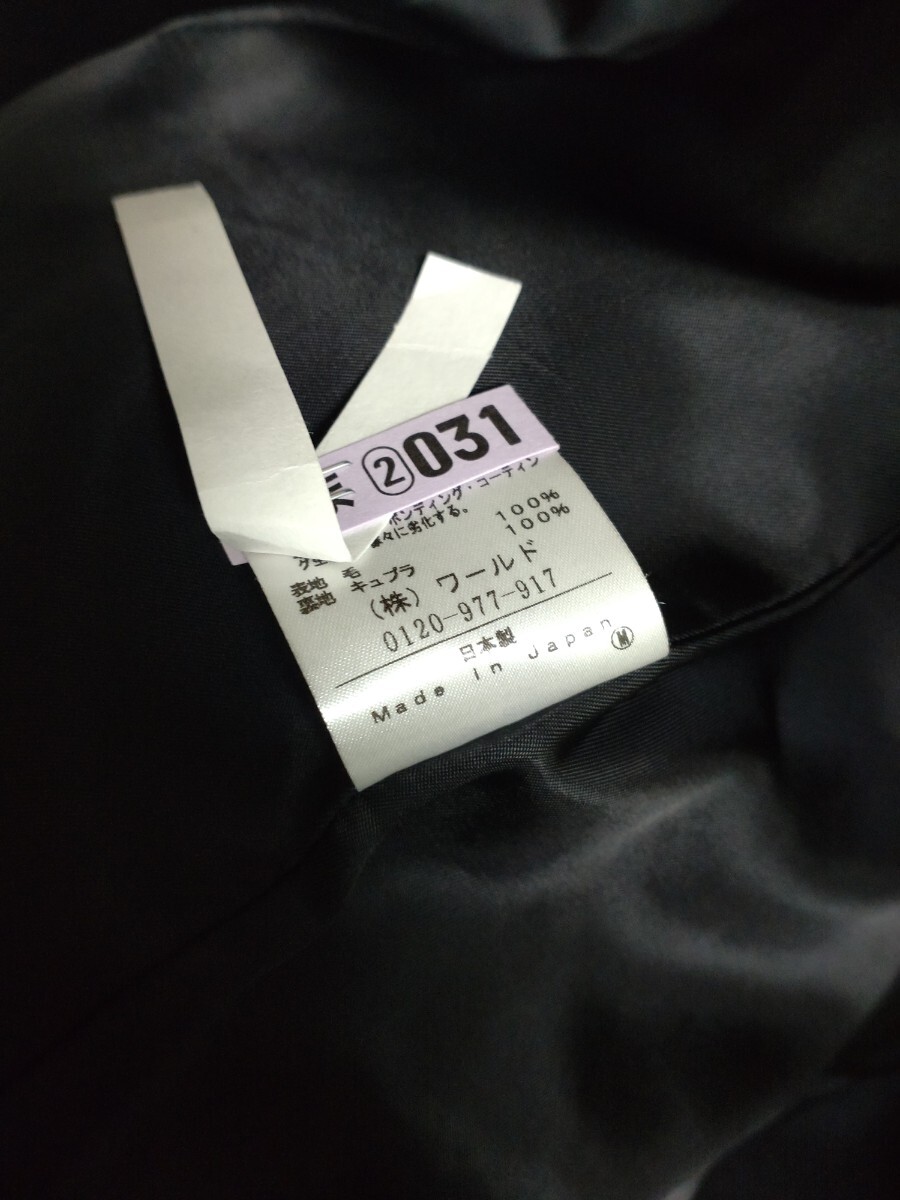 ②031
ボンディング・コーティン
々に劣化する。
表地 毛 100%
裏地 キュプラ 100%
(株) ワールド
0120-977-917
日本製
Made in Japan Ⓜ